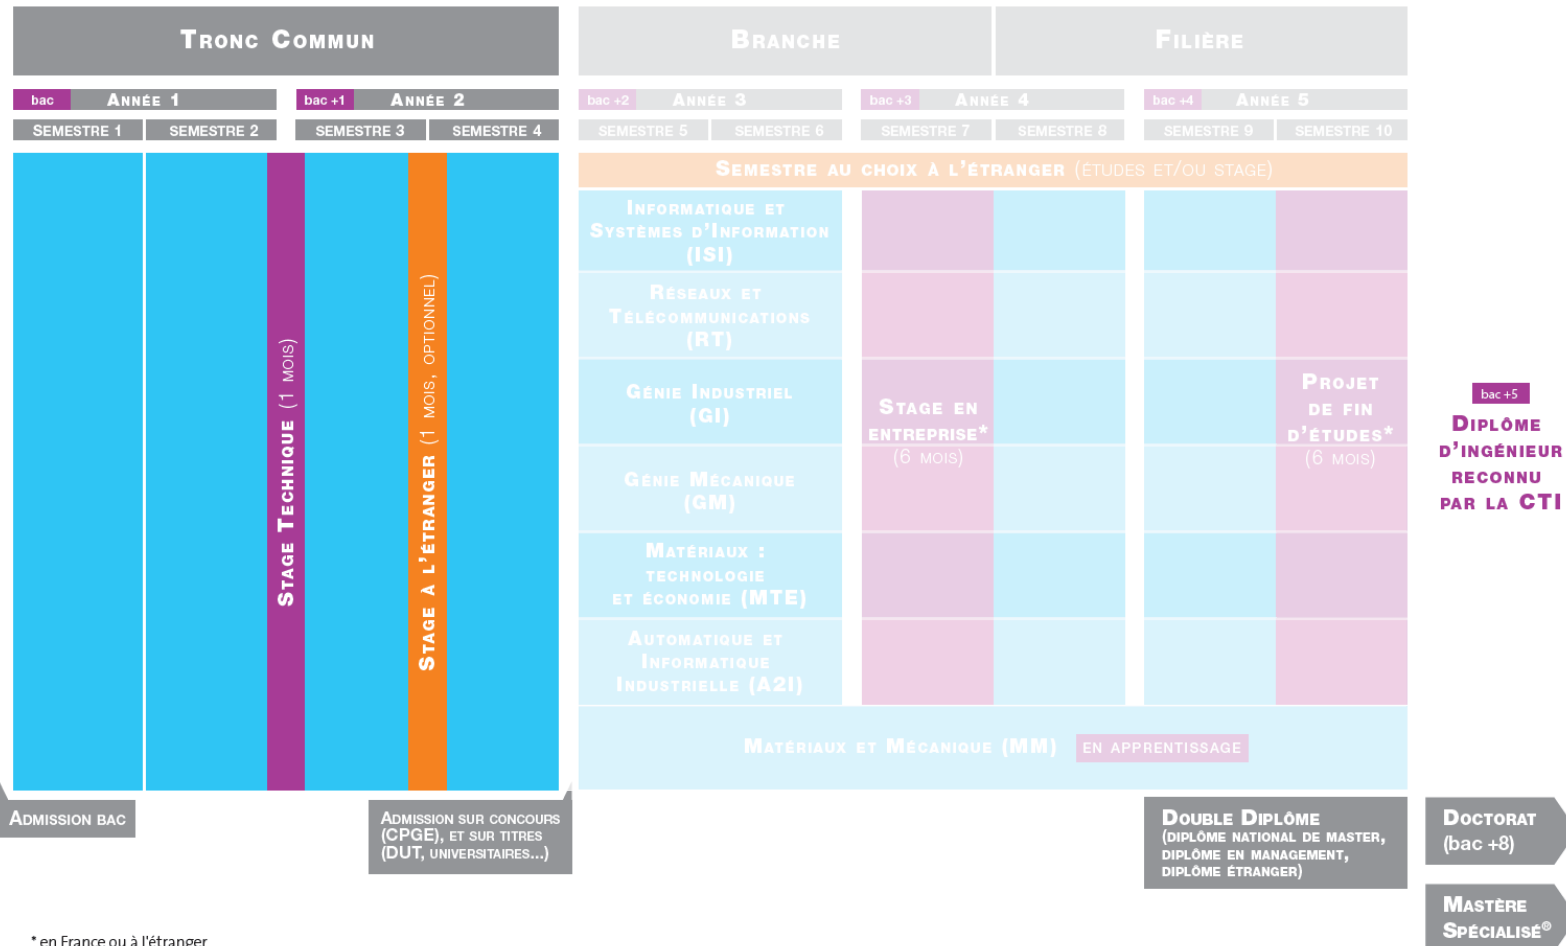 Tronc Commun
Branche
Filière
bac
Année 1
bac +1
Année 2
bac +2
Année 3
bac +3
Année 4
bac +4
Année 5
Semestre 1
semestre 2
semestre 3
semestre 4
semestre 5
semestre 6
semestre 7
semestre 8
semestre 9
semestre 10
Stage Technique (1 mois)
Stage à l'étranger (1 mois, optionnel)
Semestre au choix à l'étranger (études et/ou stage)
Informatique et
Systèmes d'Information
(ISI)
Réseaux et
Télécommunications
(RT)
Génie Industriel
(GI)
Génie Mécanique
(GM)
Matériaux :
technologie
et économie (MTE)
Automatique et
Informatique
Industrielle (A2I)
Stage en
entreprise*
(6 mois)
Projet
de fin
d'études*
(6 mois)
Matériaux et Mécanique (MM)
en apprentissage
bac +5
Diplôme
d'ingénieur
reconnu
par la CTI
Admission bac
Admission sur concours
(CPGE), et sur titres
(DUT, universitaires...)
Double Diplôme
(diplôme national de master,
diplôme en management,
diplôme étranger)
Doctorat
(bac +8)
Mastère
Spécialisé®
* en France ou à l'étranger